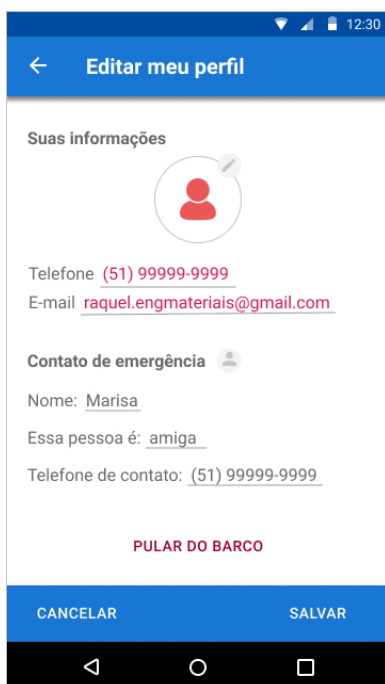 12:30
Editar meu perfil
Suas informações
Telefone (51) 99999-9999
E-mail raquel.engmateriais@gmail.com
Contato de emergência
Nome: Marisa
Essa pessoa é: amiga
Telefone de contato: (51) 99999-9999
PULAR DO BARCO
CANCELAR SALVAR